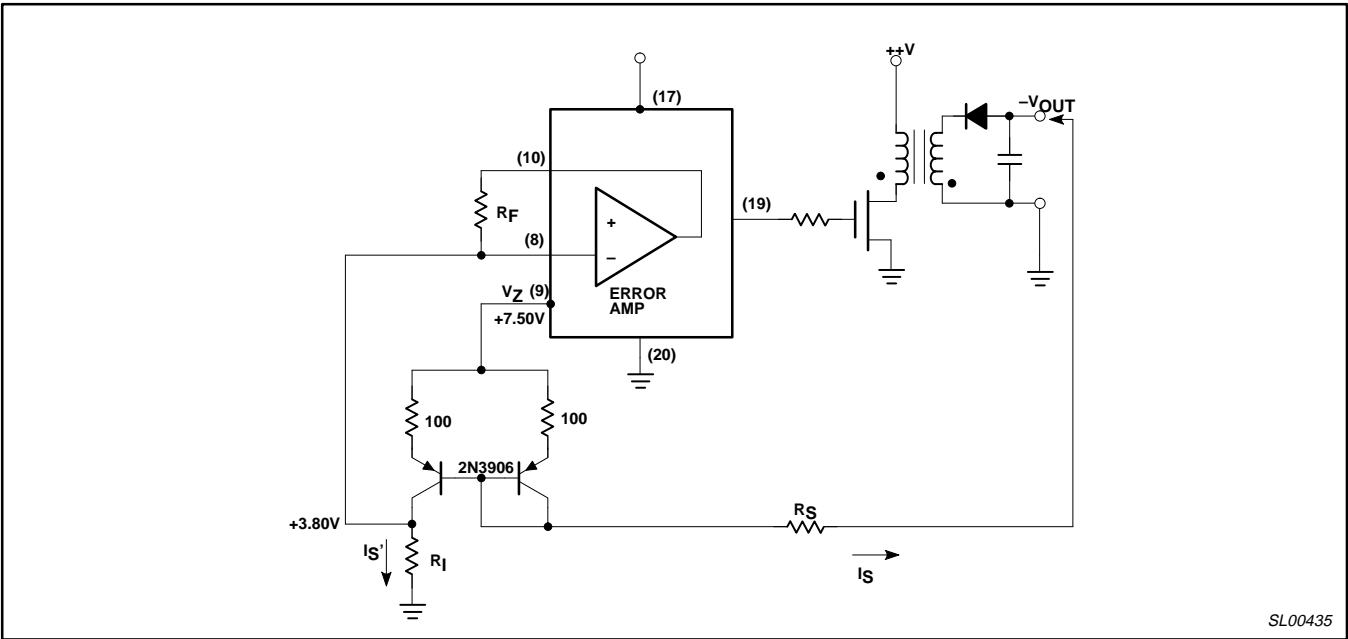 ++V
(17)
–VOUT
(10)
RF
(19)
(8)
+
–
VZ (9)
ERROR
AMP
+7.50V
(20)
100
100
2N3906
+3.80V
RS
IS'
RI
IS
SL00435